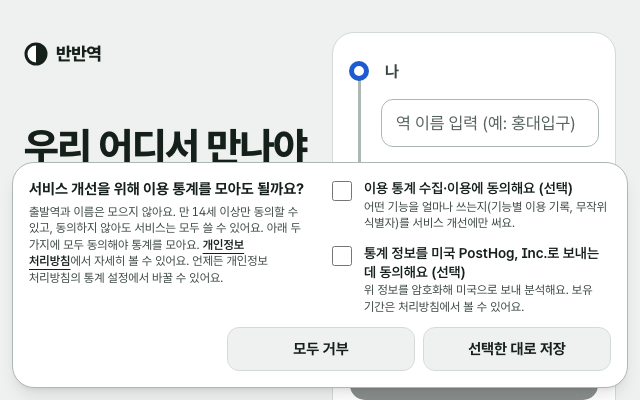 반반역
우리 어디서 만나야
나
역 이름 입력 (예: 홍대입구)
서비스 개선을 위해 이용 통계를 모아도 될까요?
출발역과 이름은 모으지 않아요. 만 14세 이상만 동의할 수
있고, 동의하지 않아도 서비스는 모두 쓸 수 있어요. 아래 두
가지에 모두 동의해야 통계를 모아요. 개인정보
처리방침에서 자세히 볼 수 있어요. 언제든 개인정보
처리방침의 통계 설정에서 바꿀 수 있어요.
이용 통계 수집·이용에 동의해요 (선택)
어떤 기능을 얼마나 쓰는지(기능별 이용 기록, 무작위
식별자)를 서비스 개선에만 써요.
통계 정보를 미국 PostHog, Inc.로 보내는
데 동의해요 (선택)
위 정보를 암호화해 미국으로 보내 분석해요. 보유
기간은 처리방침에서 볼 수 있어요.
모두 거부
선택한 대로 저장